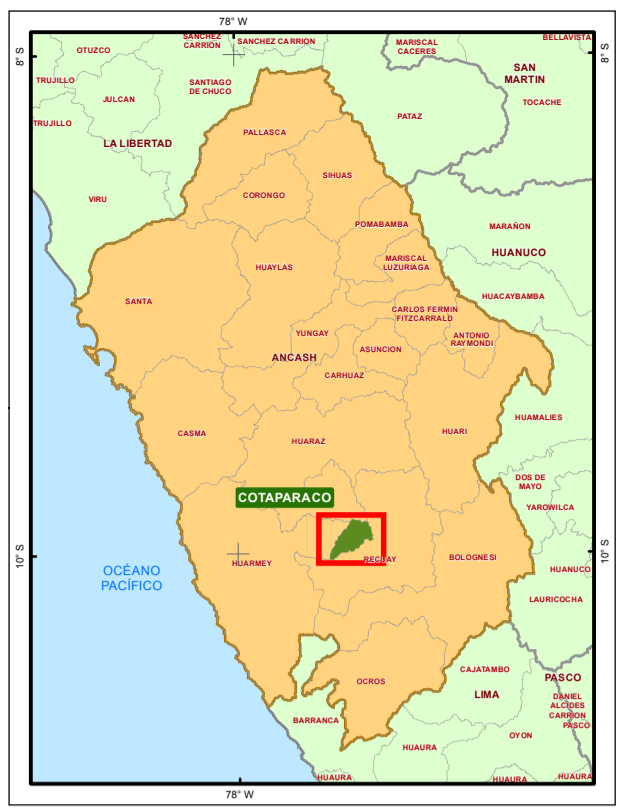 78° W
SANCHEZ
CARRIÓN
SANCHEZ CARRION
MARISCAL
CACERES
BELLAVISTA
8° S
8° S
OTUZCO
TRUJILLO
SANTIAGO
DE CHUCO
JULCAN
SAN
MARTIN
TOCACHE
TRUJILLO
PATAZ
PALLASCA
LA LIBERTAD
SIHUAS
CORONGO
VIRU
POMABAMBA
MARAÑON
HUANUCO
MARISCAL
LUZURIAGA
HUAYLAS
SANTA
HUACAYBAMBA
CARLOS FERMIN
FITZCARRALD
YUNGAY
ANTONIO
RAYMONDI
ASUNCION
ANCASH
CARHUAZ
HUAMALIES
CASMA
HUARAZ
HUARI
DOS DE
MAYO
COTAPARACO
YAROWILCA
10° S
10° S
HUARMEY
RECUAY
BOLOGNESI
OCÉANO
PACÍFICO
HUANUCO
LAURICOCHA
CAJATAMBO
PASCO
OCROS
LIMA
DANIEL
ALCIDES
CARRION
PASCO
BARRANCA
OYON
HUAURA
HUAURA
HUAURA
HUAURA
78° W